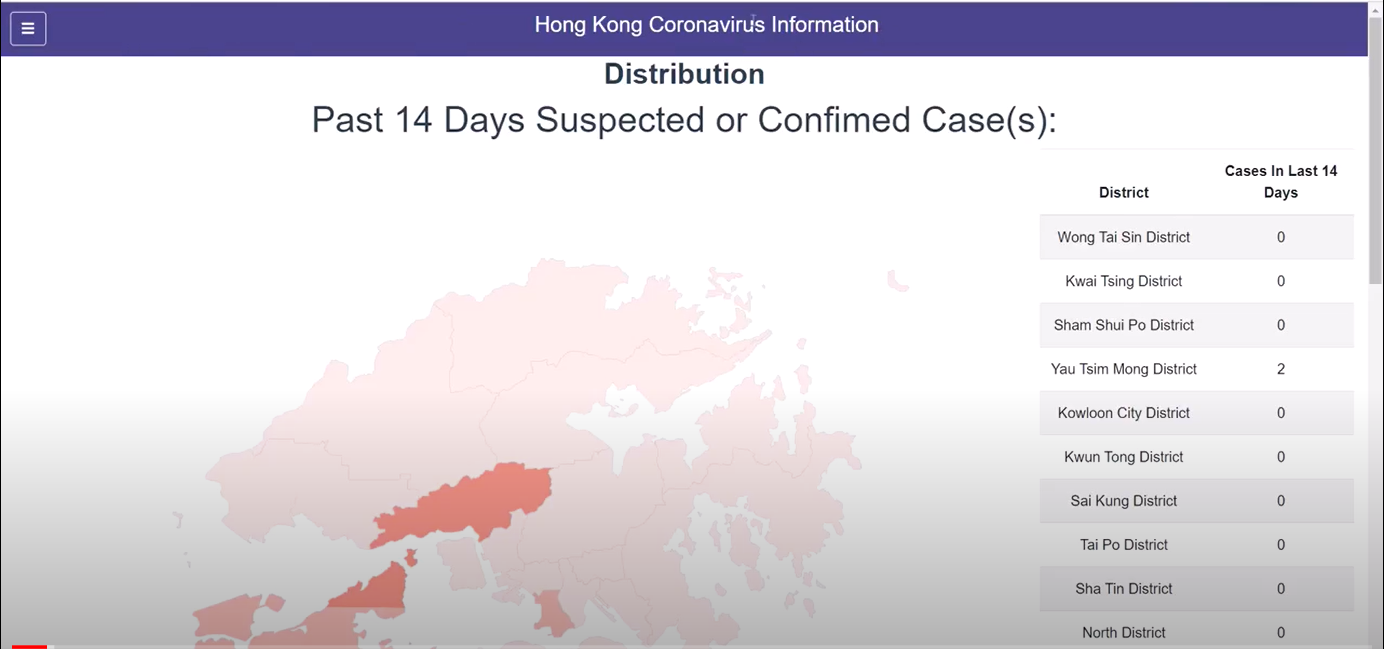 Hong Kong Coronavirus Information
Distribution
Past 14 Days Suspected or Confimed Case(s):
District Cases In Last 14 Days
Wong Tai Sin District 0
Kwai Tsing District 0
Sham Shui Po District 0
Yau Tsim Mong District 2
Kowloon City District 0
Kwun Tong District 0
Sai Kung District 0
Tai Po District 0
Sha Tin District 0
North District 0